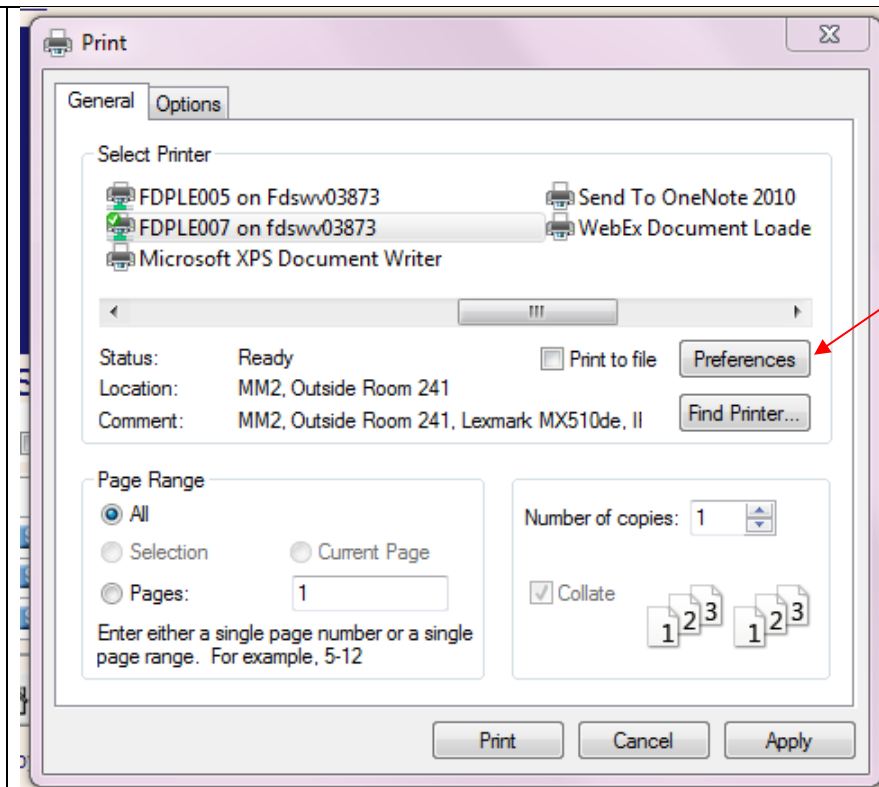 Print
General Options
Select Printer
FDPLE005 on Fdswv03873 Send To OneNote 2010
FDPLE007 on fdswv03873 WebEx Document Loade
Microsoft XPS Document Writer
Status: Ready Print to file Preferences
Location: MM2, Outside Room 241
Comment: MM2, Outside Room 241, Lexmark MX510de, II Find Printer...
Page Range
All Number of copies: 1
Selection Current Page
Pages: 1 Collate
1 2 3 1 2 3
Enter either a single page number or a single
page range. For example, 5-12
Print Cancel Apply